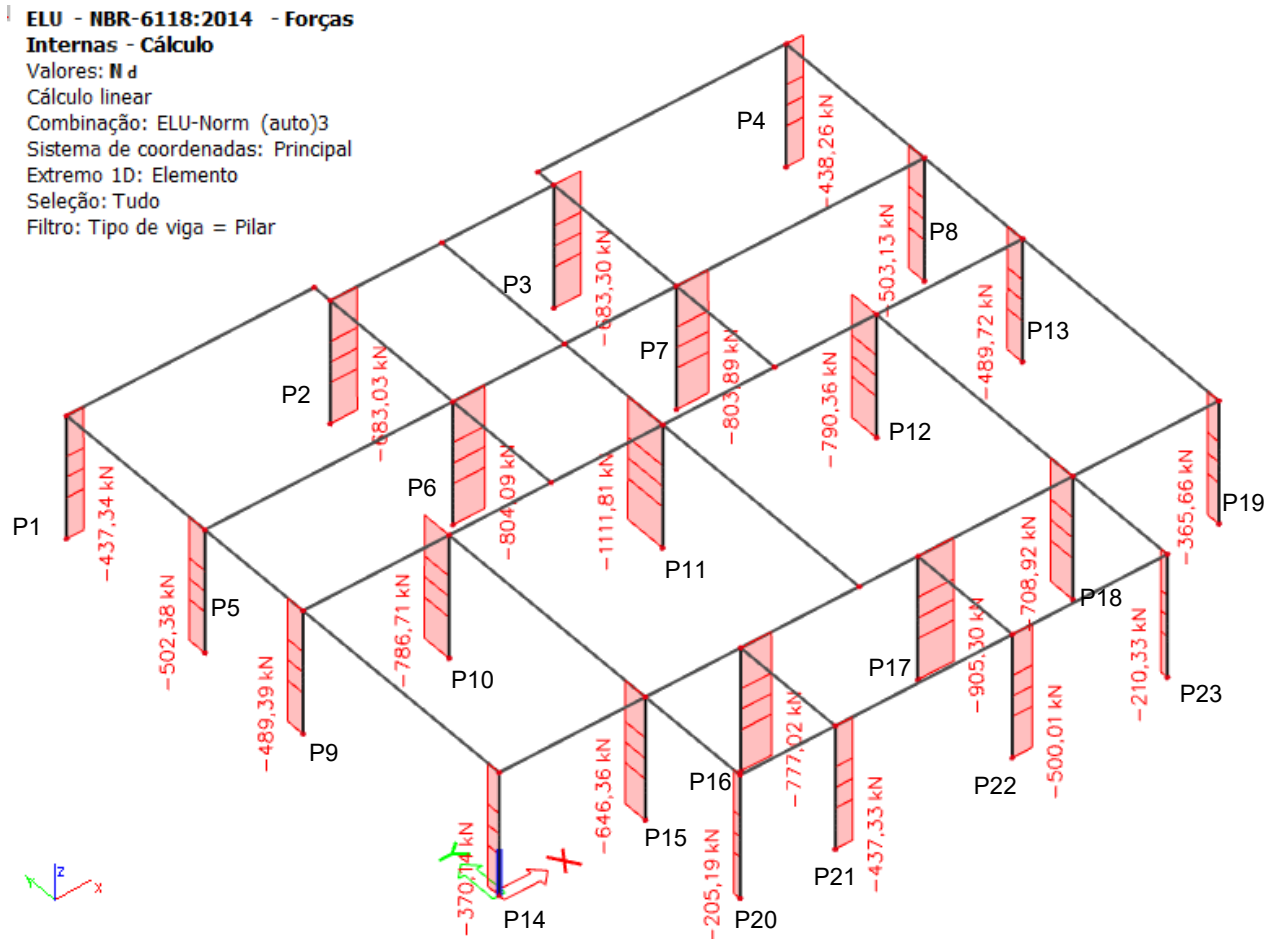 ELU - NBR-6118:2014 - Forças
Internas - Cálculo
Valores: N d
Cálculo linear
Combinação: ELU-Norm (auto)3
Sistema de coordenadas: Principal
Extremo 1D: Elemento
Seleção: Tudo
Filtro: Tipo de viga = Pilar
P4
-438,26 kN
P8
-503,13 kN
P3
-683,30 kN
P13
-489,72 kN
P7
-803,89 kN
P2
-683,03 kN
P12
-790,36 kN
P6
-804,09 kN
P1
-437,34 kN
P11
-1111,81 kN
P19
-365,66 kN
P5
-502,38 kN
P10
-786,71 kN
P18
-708,92 kN
P17
-905,30 kN
P23
-210,33 kN
P9
-489,39 kN
P16
-777,02 kN
P22
-500,01 kN
P15
-646,36 kN
P21
-437,33 kN
P14
-370,14 kN
P20
-205,19 kN
Y
X
Z
Y
X